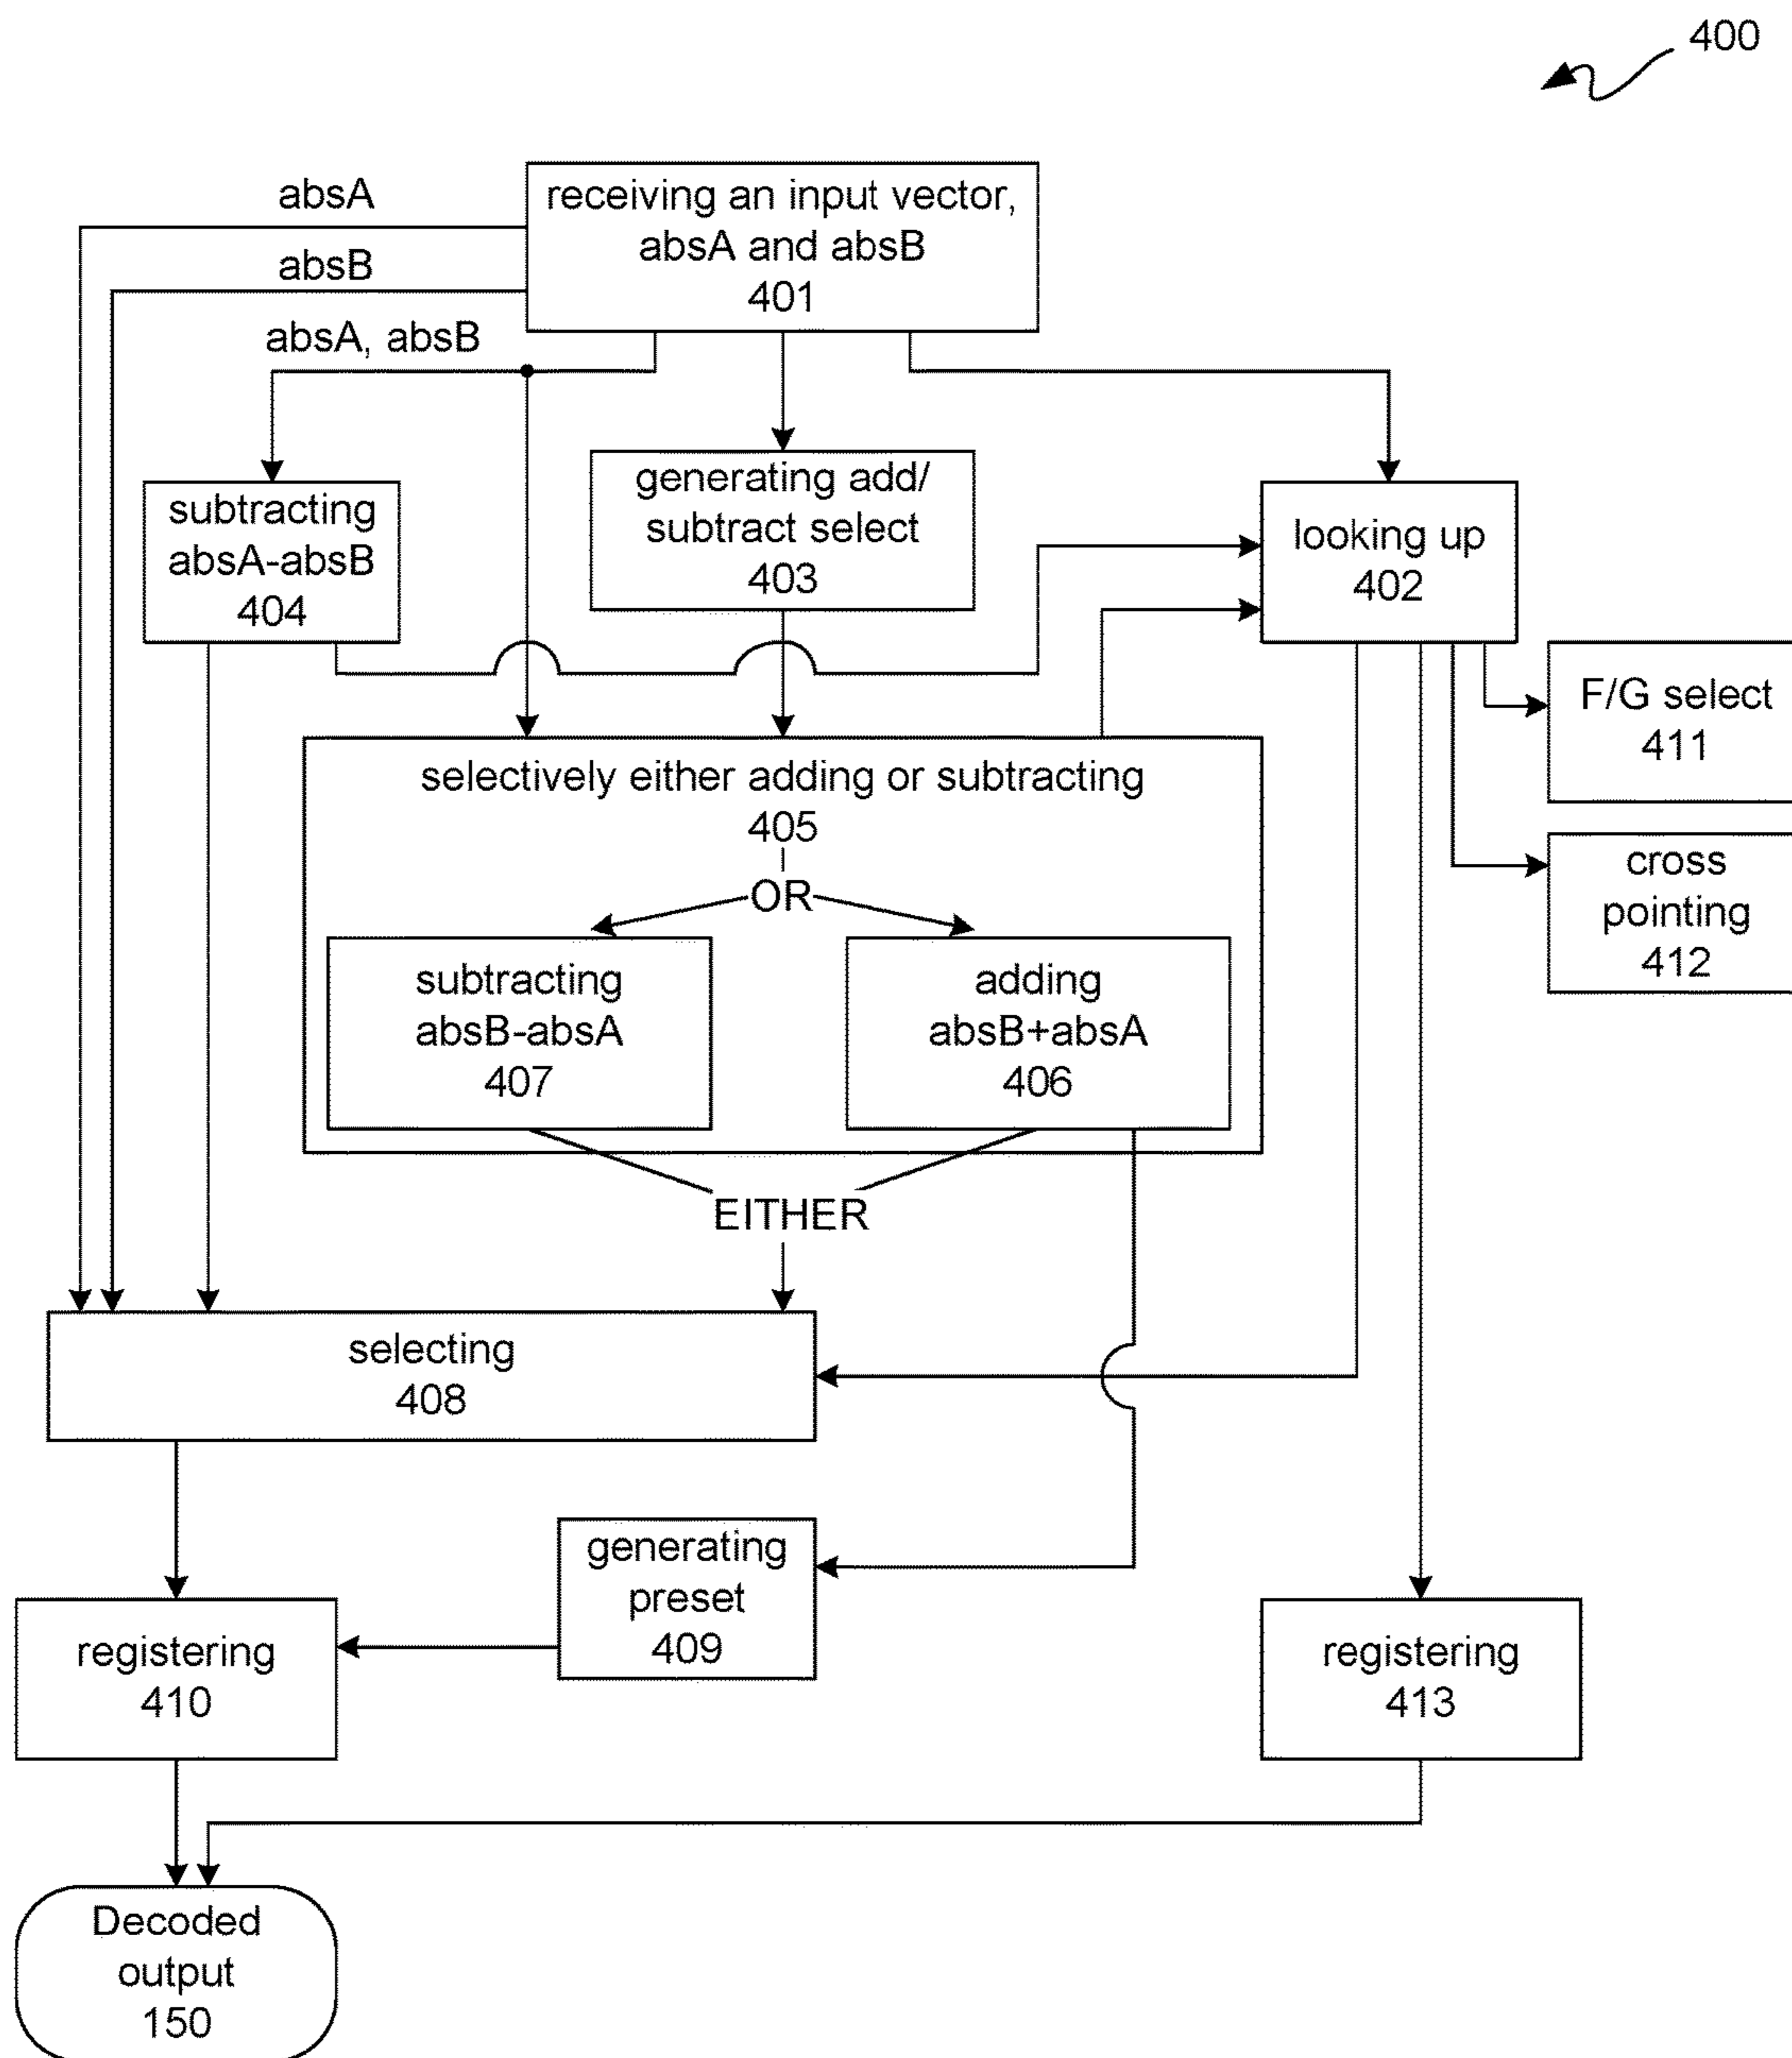 400
absA
receiving an input vector,
absA and absB
401
absB
absA, absB
subtracting
absA-absB
404
generating add/
subtract select
403
looking up
402
F/G select
411
selectively either adding or subtracting
405
OR
cross
pointing
412
subtracting
absB-absA
407
adding
absB+absA
406
EITHER
selecting
408
generating
preset
409
registering
410
registering
413
Decoded
output
150